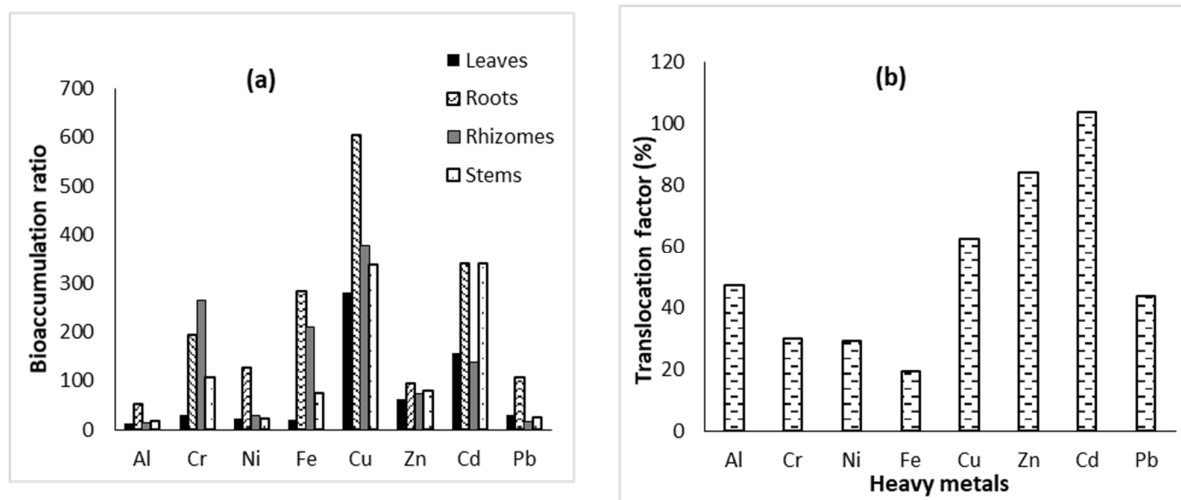 (a)
Leaves
Roots
Rhizomes
Stems
Bioaccumulation ratio
700
600
500
400
300
200
100
0
Al Cr Ni Fe Cu Zn Cd Pb
(b)
Translocation factor (%)
120
100
80
60
40
20
0
Al Cr Ni Fe Cu Zn Cd Pb
Heavy metals